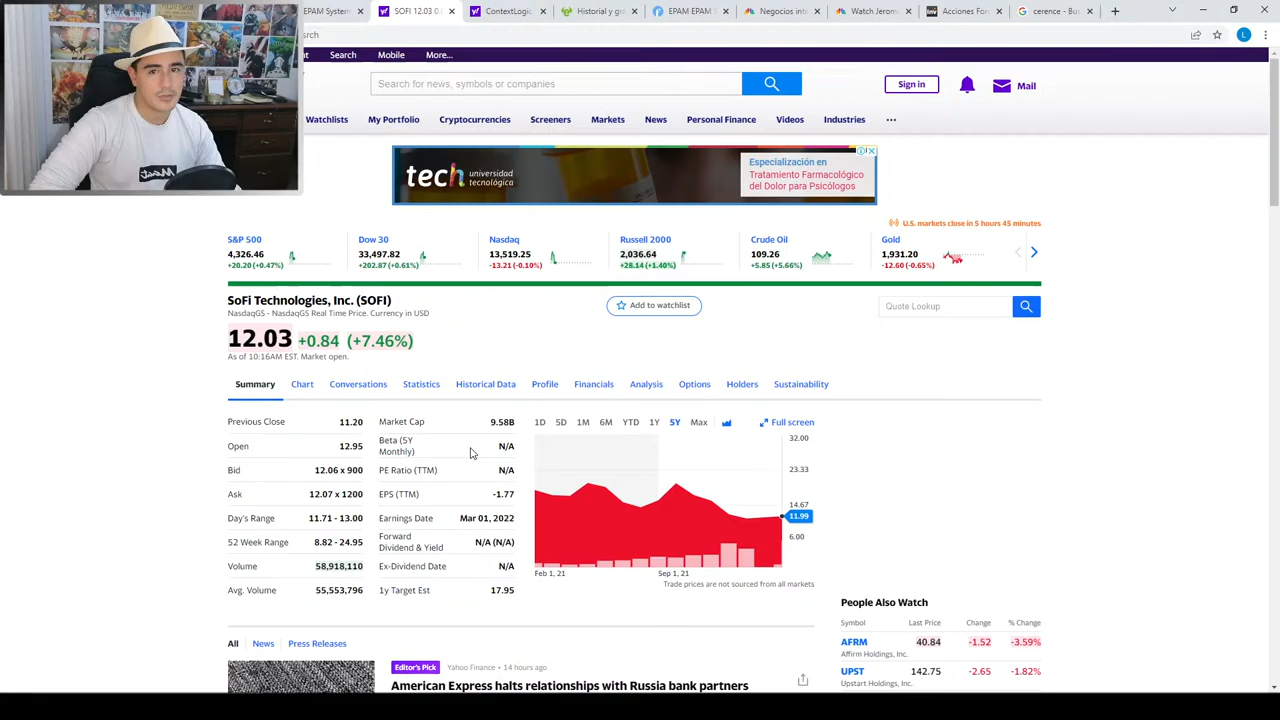 EPAM System
SOFI 12.03 0.
ContextLogic
Historial y gr
EPAM EPAM S
Negocios inte
Watch Jerom
Acciones For
cerence - Bu
rch
Search
Mobile
More...
Search for news, symbols or companies
Sign in
Mail
Watchlists
My Portfolio
Cryptocurrencies
Screeners
Markets
News
Personal Finance
Videos
Industries
tech universidad
tecnológica
Especialización en
Tratamiento Farmacológico
del Dolor para Psicólogos
U.S. markets close in 5 hours 45 minutes
S&P 500
4,326.46
+20.20 (+0.47%)
Dow 30
33,497.82
+202.87 (+0.61%)
Nasdaq
13,519.25
-13.21 (-0.10%)
Russell 2000
2,036.64
+28.14 (+1.40%)
Crude Oil
109.26
+5.85 (+5.66%)
Gold
1,931.20
-12.60 (-0.65%)
SoFi Technologies, Inc. (SOFI)
NasdaqGS - NasdaqGS Real Time Price. Currency in USD
Add to watchlist
Quote Lookup
12.03 +0.84 (+7.46%)
As of 10:16AM EST. Market open.
Summary
Chart
Conversations
Statistics
Historical Data
Profile
Financials
Analysis
Options
Holders
Sustainability
Previous Close 11.20
Open 12.95
Bid 12.06 x 900
Ask 12.07 x 1200
Day's Range 11.71 - 13.00
52 Week Range 8.82 - 24.95
Volume 58,918,110
Avg. Volume 55,553,796
Market Cap 9.58B
Beta (5Y
Monthly) N/A
PE Ratio (TTM) N/A
EPS (TTM) -1.77
Earnings Date Mar 01, 2022
Forward
Dividend & Yield N/A (N/A)
Ex-Dividend Date N/A
1y Target Est 17.95
1D 5D 1M 6M YTD 1Y 5Y Max
Full screen
32.00
23.33
14.67
11.99
6.00
Feb 1, 21
Sep 1, 21
Trade prices are not sourced from all markets
All
News
Press Releases
Editor's Pick
Yahoo Finance • 14 hours ago
American Express halts relationships with Russia bank partners
People Also Watch
Symbol Last Price Change % Change
AFRM 40.84 -1.52 -3.59%
Affirm Holdings, Inc.
UPST 142.75 -2.65 -1.82%
Upstart Holdings, Inc.